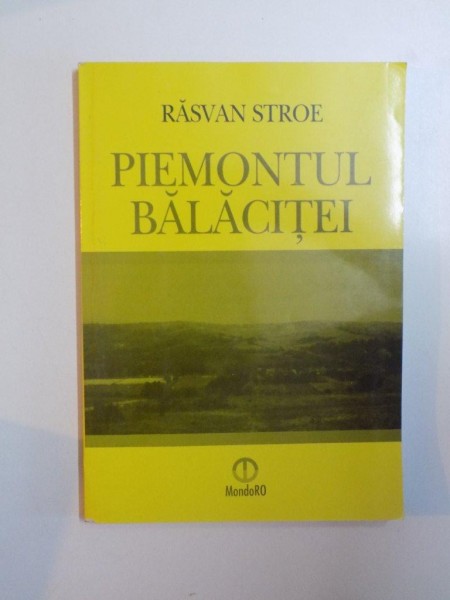 RĂSVAN STROE
PIEMONTUL
BĂLĂCIȚEI
MondoRO